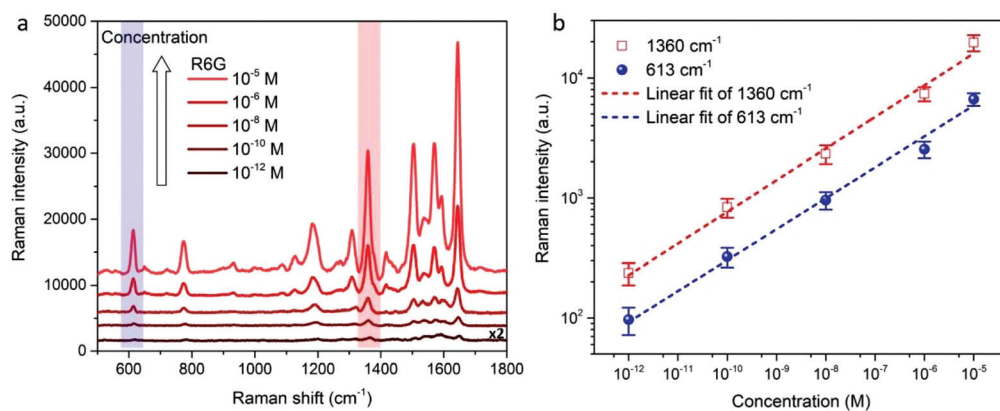 a
50000
40000
30000
20000
10000
0
Raman intensity (a.u.)
Concentration
R6G
10⁻⁵ M
10⁻⁶ M
10⁻⁸ M
10⁻¹⁰ M
10⁻¹² M
x2
600 800 1000 1200 1400 1600 1800
Raman shift (cm⁻¹)
b
10⁴
10³
10²
Raman intensity (a.u.)
1360 cm⁻¹
613 cm⁻¹
Linear fit of 1360 cm⁻¹
Linear fit of 613 cm⁻¹
10⁻¹² 10⁻¹¹ 10⁻¹⁰ 10⁻⁹ 10⁻⁸ 10⁻⁷ 10⁻⁶ 10⁻⁵
Concentration (M)